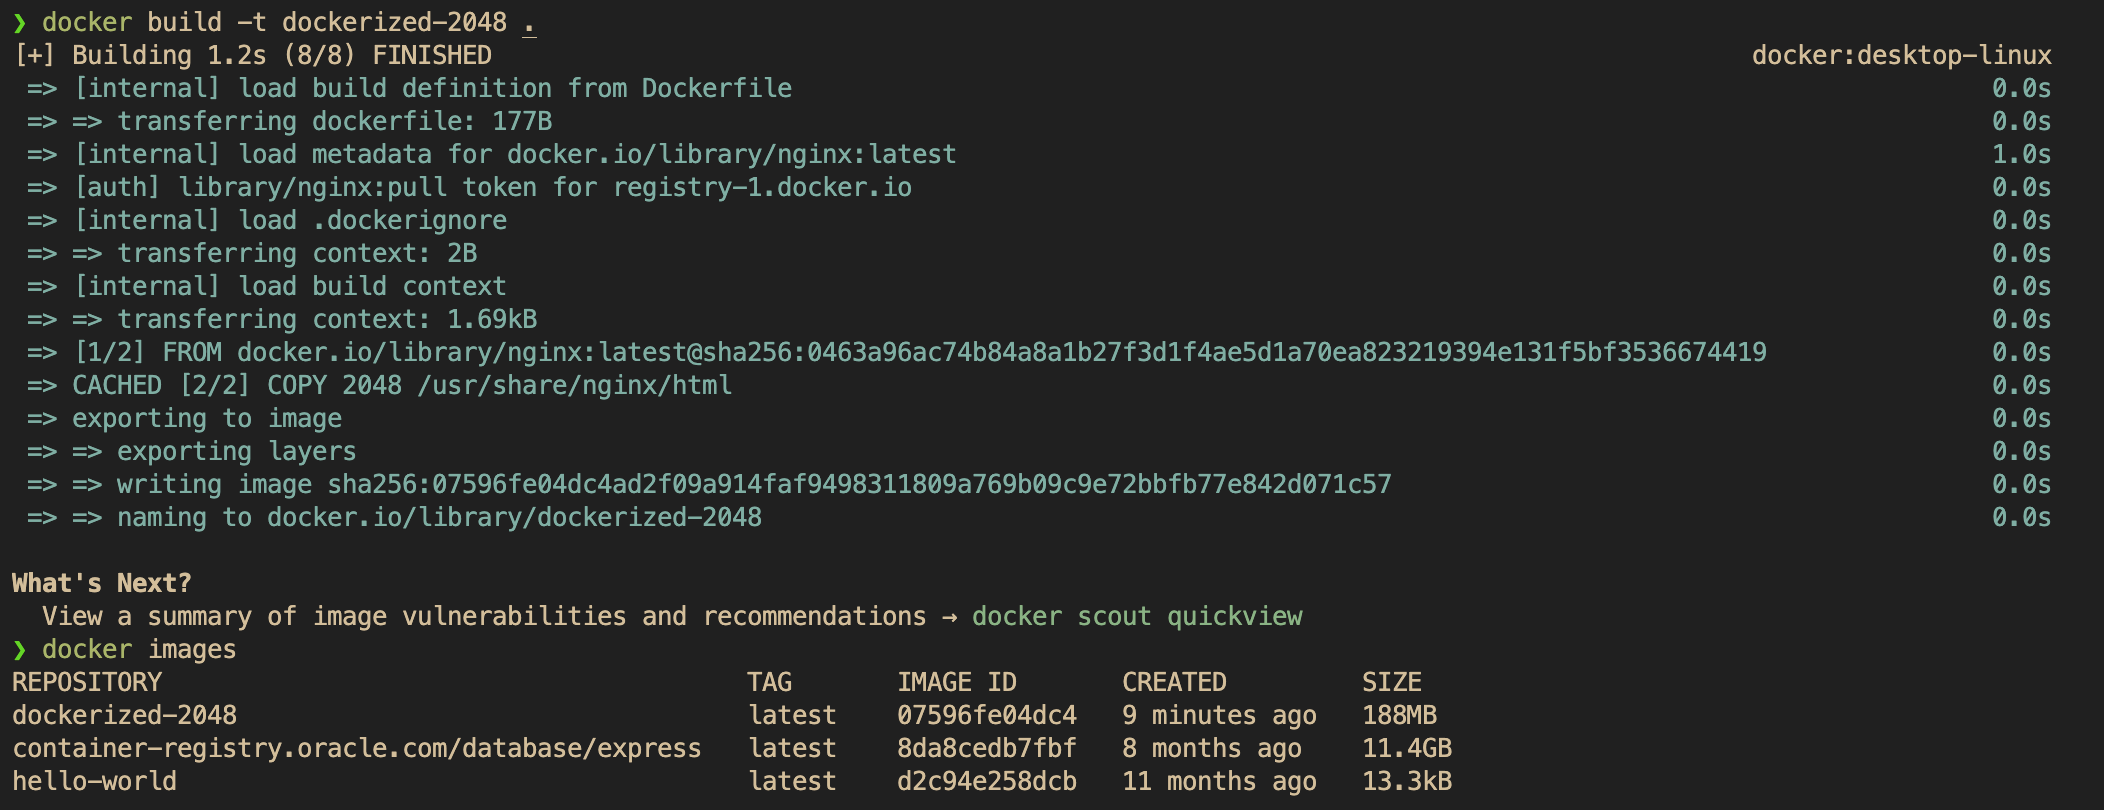 ❯ docker build -t dockerized-2048 .
[+] Building 1.2s (8/8) FINISHED docker:desktop-linux
=> [internal] load build definition from Dockerfile 0.0s
=> => transferring dockerfile: 177B 0.0s
=> [internal] load metadata for docker.io/library/nginx:latest 1.0s
=> [auth] library/nginx:pull token for registry-1.docker.io 0.0s
=> [internal] load .dockerignore 0.0s
=> => transferring context: 2B 0.0s
=> [internal] load build context 0.0s
=> => transferring context: 1.69kB 0.0s
=> [1/2] FROM docker.io/library/nginx:latest@sha256:0463a96ac74b84a8a1b27f3d1f4ae5d1a70ea823219394e131f5bf3536674419 0.0s
=> CACHED [2/2] COPY 2048 /usr/share/nginx/html 0.0s
=> exporting to image 0.0s
=> => exporting layers 0.0s
=> => writing image sha256:07596fe04dc4ad2f09a914faf9498311809a769b09c9e72bbfb77e842d071c57 0.0s
=> => naming to docker.io/library/dockerized-2048 0.0s
What's Next?
View a summary of image vulnerabilities and recommendations → docker scout quickview
❯ docker images
REPOSITORY TAG IMAGE ID CREATED SIZE
dockerized-2048 latest 07596fe04dc4 9 minutes ago 188MB
container-registry.oracle.com/database/express latest 8da8cedb7fbf 8 months ago 11.4GB
hello-world latest d2c94e258dcb 11 months ago 13.3kB